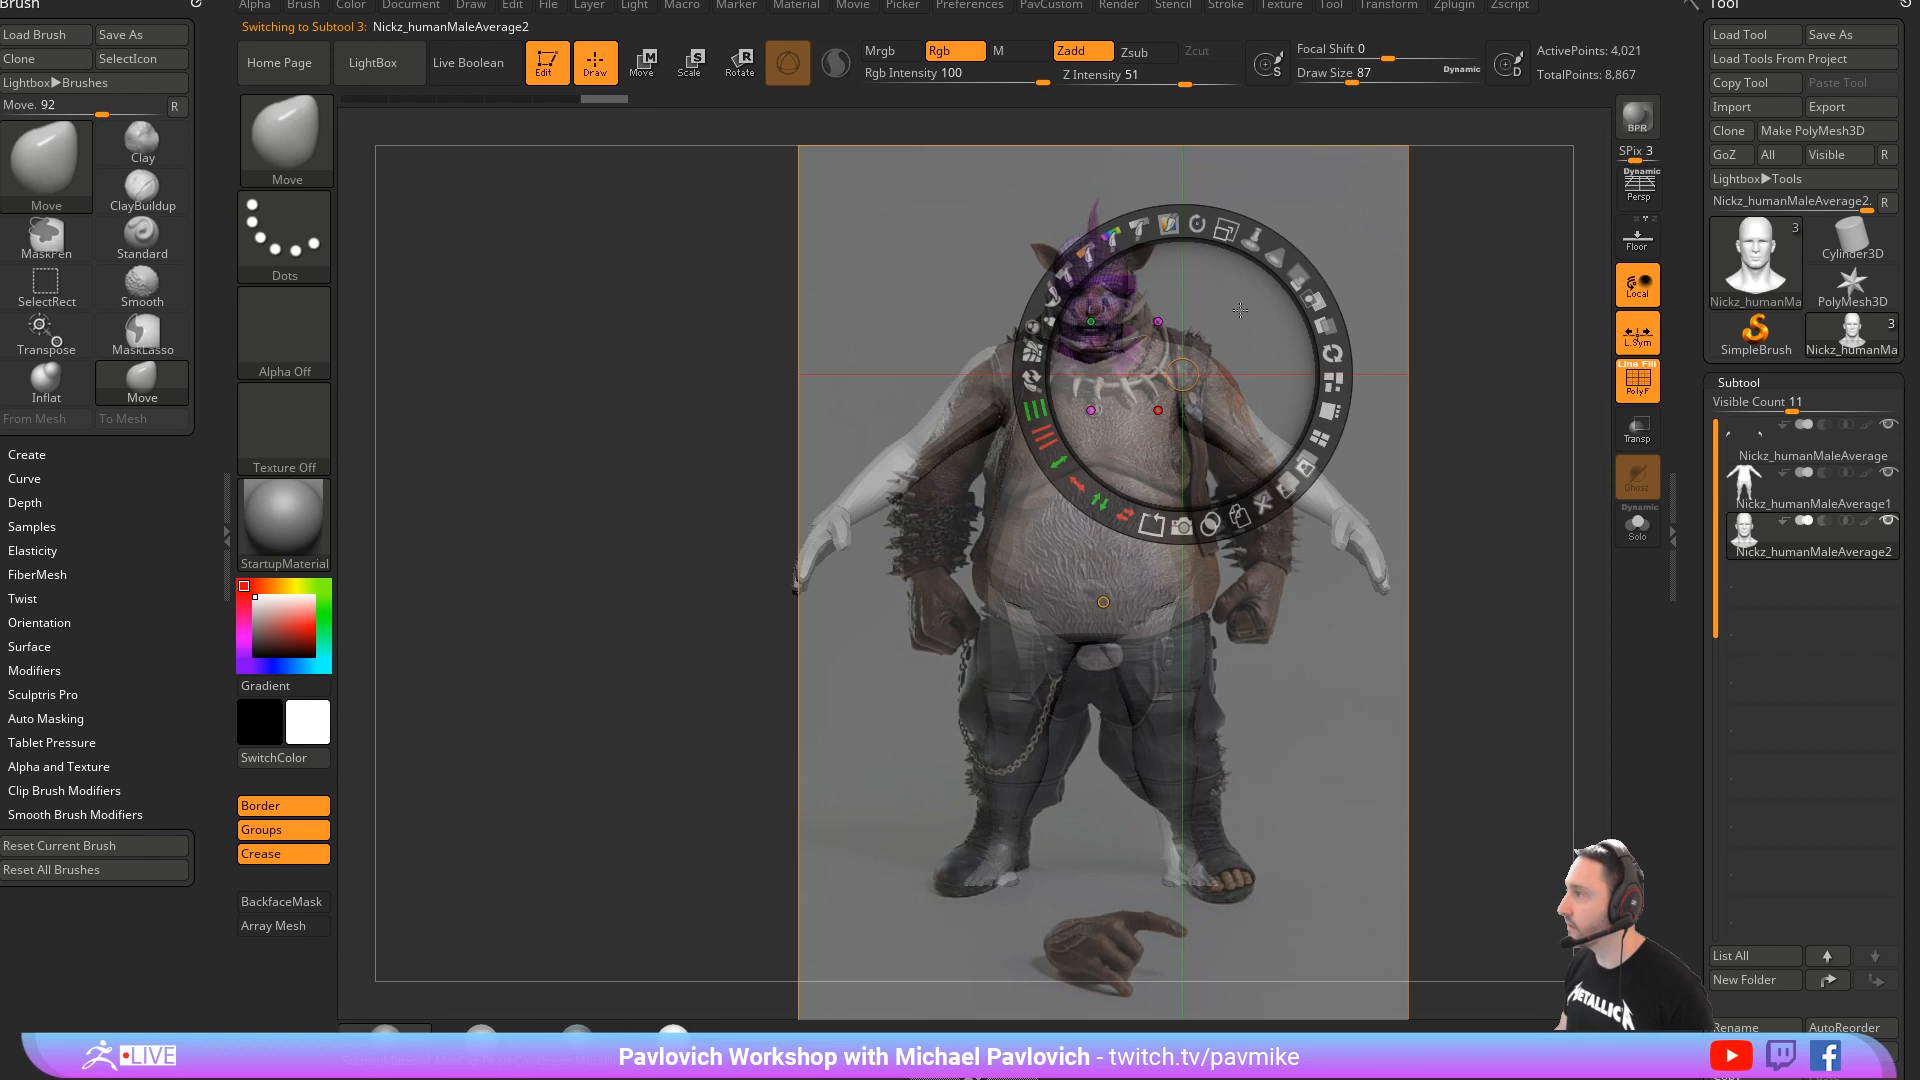 Brush
Load Brush
Save As
Clone
SelectIcon
Lightbox▶Brushes
Move. 92
R
Move
Clay
ClayBuildup
MaskPen
Standard
SelectRect
Smooth
Transpose
MaskLasso
Inflat
Move
From Mesh
To Mesh
Create
Curve
Depth
Samples
Elasticity
FiberMesh
Twist
Orientation
Surface
Modifiers
Sculptris Pro
Auto Masking
Tablet Pressure
Alpha and Texture
Clip Brush Modifiers
Smooth Brush Modifiers
Reset Current Brush
Reset All Brushes
Alpha Brush Color Document Draw Edit File Layer Light Macro Marker Material Movie Picker Preferences PavCustom Render Stencil Stroke Texture Tool Transform Zplugin Zscript
Switching to Subtool 3: Nickz_humanMaleAverage2
Home Page
LightBox
Live Boolean
Edit
Draw
Move
Scale
Rotate
Mrgb
Rgb
M
Rgb Intensity 100
Zadd
Zsub
Zcut
Z Intensity 51
S
Focal Shift 0
Draw Size 87
Dynamic
D
ActivePoints: 4,021
TotalPoints: 8,867
Move
Dots
Alpha Off
Texture Off
StartupMaterial
Gradient
SwitchColor
Border
Groups
Crease
BackfaceMask
Array Mesh
BPR
SPix 3
Dynamic
Persp
Floor
Local
L.Sym
Line Fill
PolyF
Transp
Ghost
Dynamic
Solo
Tool
Load Tool
Save As
Load Tools From Project
Copy Tool
Paste Tool
Import
Export
Clone
Make PolyMesh3D
GoZ
All
Visible
R
Lightbox▶Tools
Nickz_humanMaleAverage2.
R
3
Nickz_humanMa
Cylinder3D
PolyMesh3D
SimpleBrush
3
Nickz_humanMa
Subtool
Visible Count 11
Nickz_humanMaleAverage
Nickz_humanMaleAverage1
Nickz_humanMaleAverage2
List All
New Folder
Rename
AutoReorder
METALLICA
LIVE
Pavlovich Workshop with Michael Pavlovich - twitch.tv/pavmike